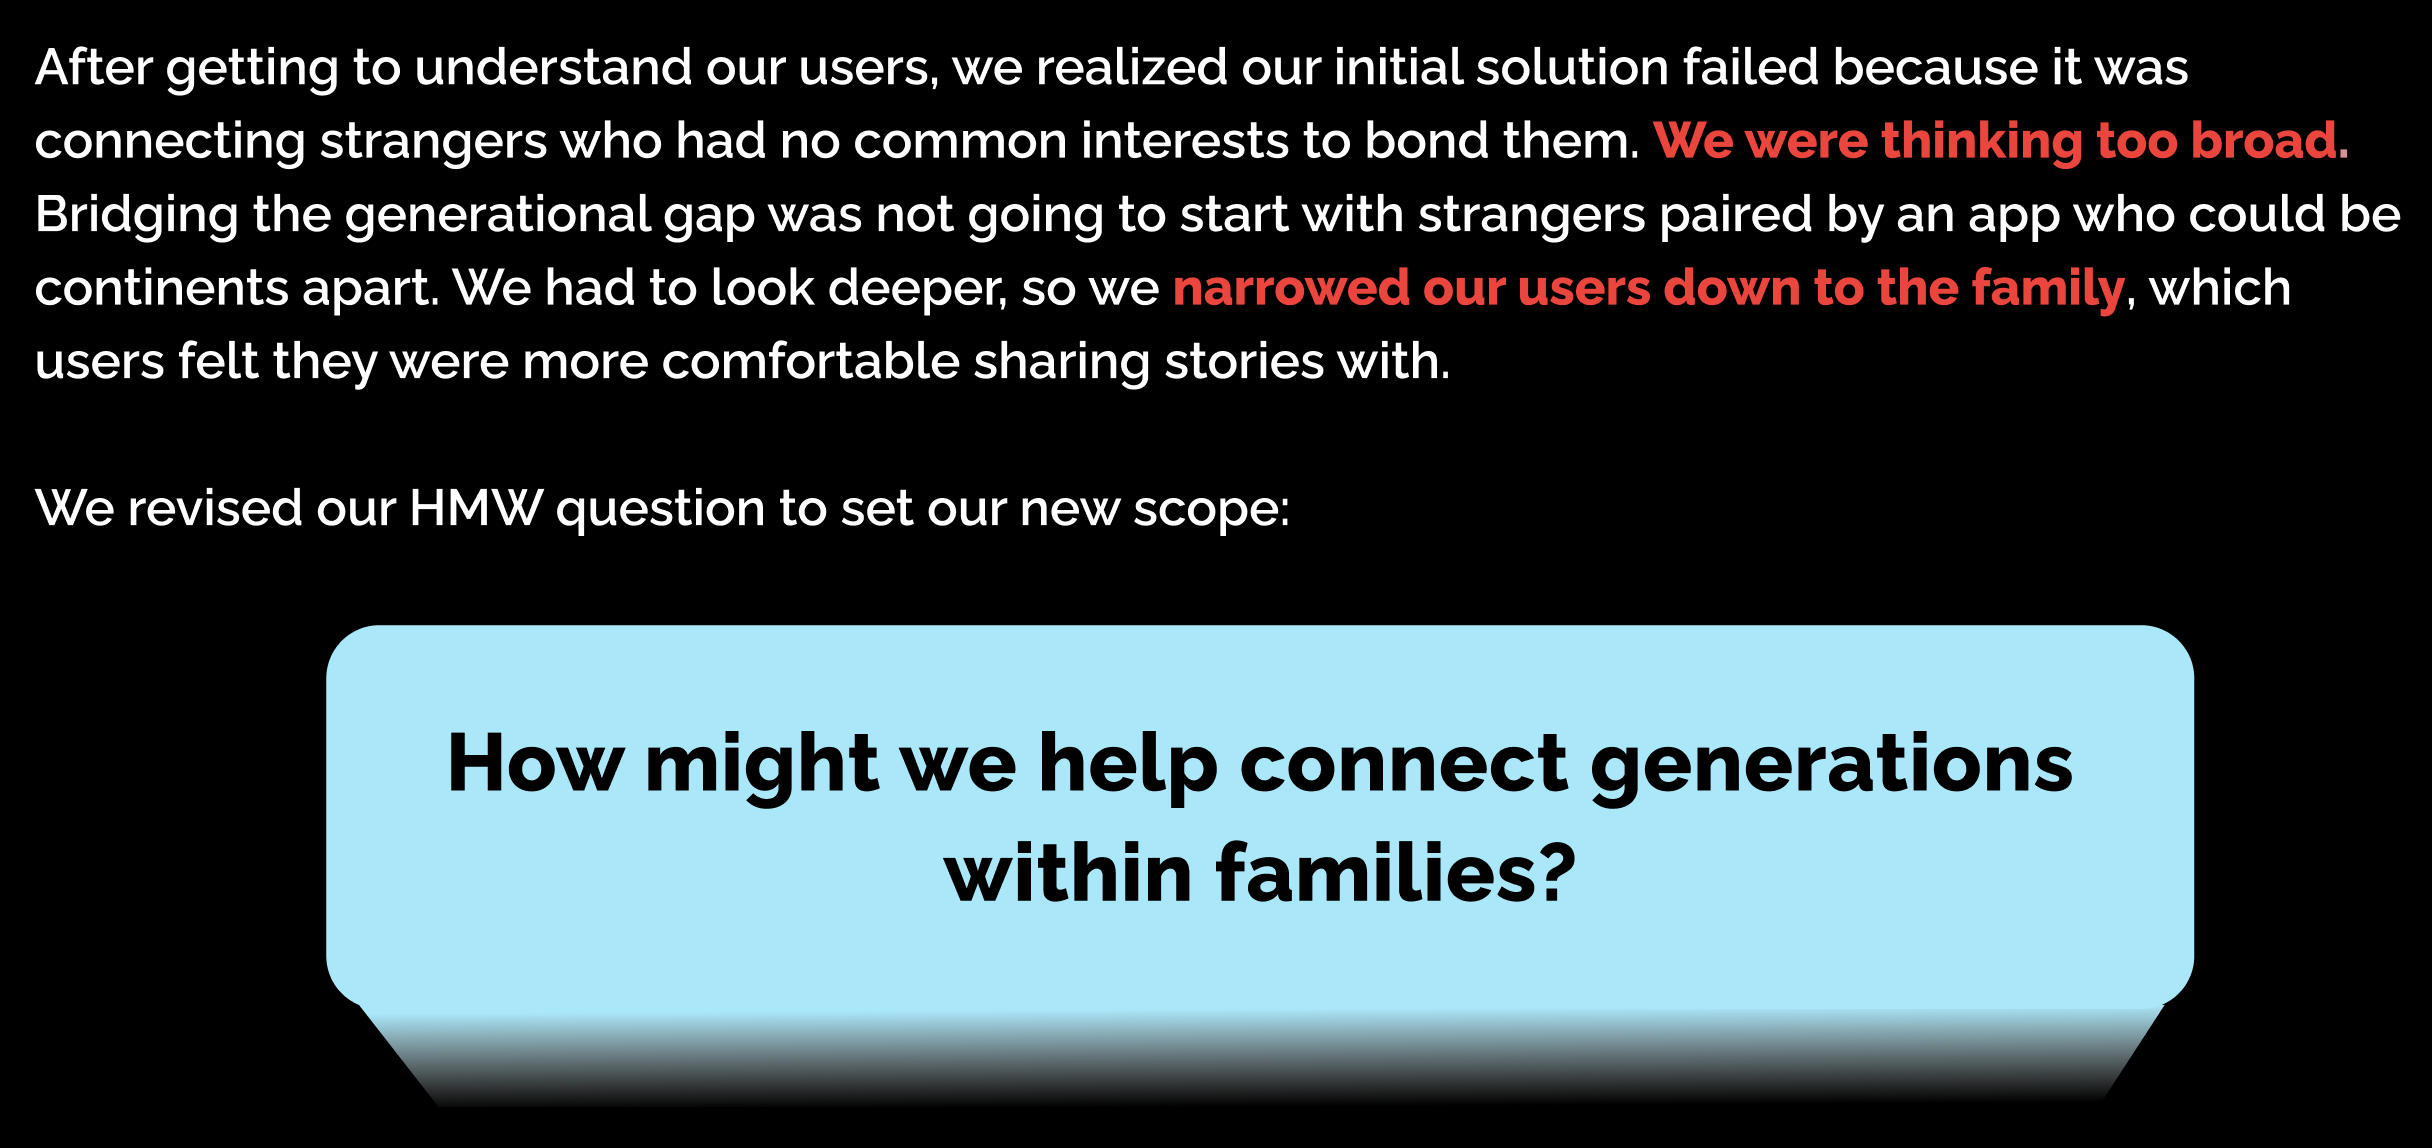 After getting to understand our users, we realized our initial solution failed because it was
connecting strangers who had no common interests to bond them. We were thinking too broad.
Bridging the generational gap was not going to start with strangers paired by an app who could be
continents apart. We had to look deeper, so we narrowed our users down to the family, which
users felt they were more comfortable sharing stories with.
We revised our HMW question to set our new scope:
How might we help connect generations
within families?